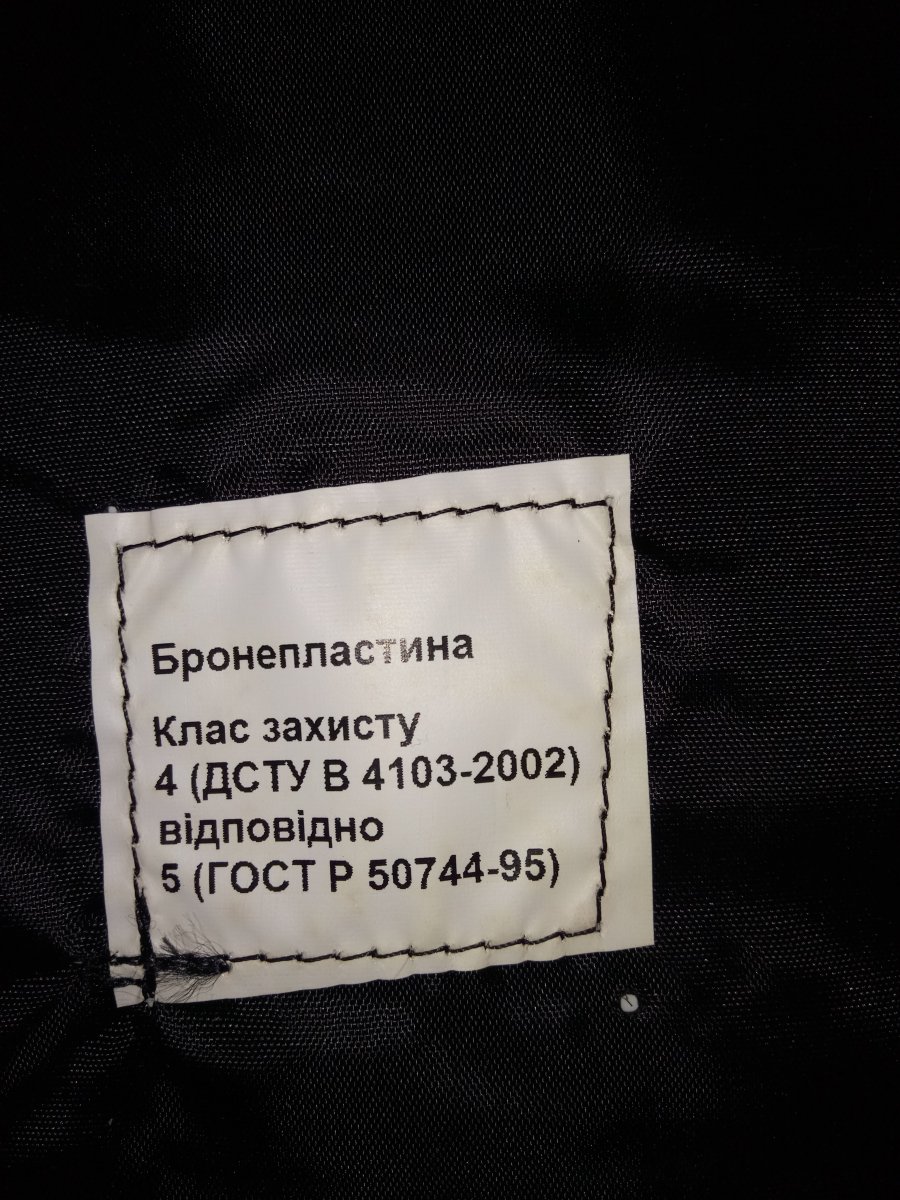 Бронепластина
Клас захисту
4 (ДСТУ В 4103-2002)
відповідно
5 (ГОСТ Р 50744-95)